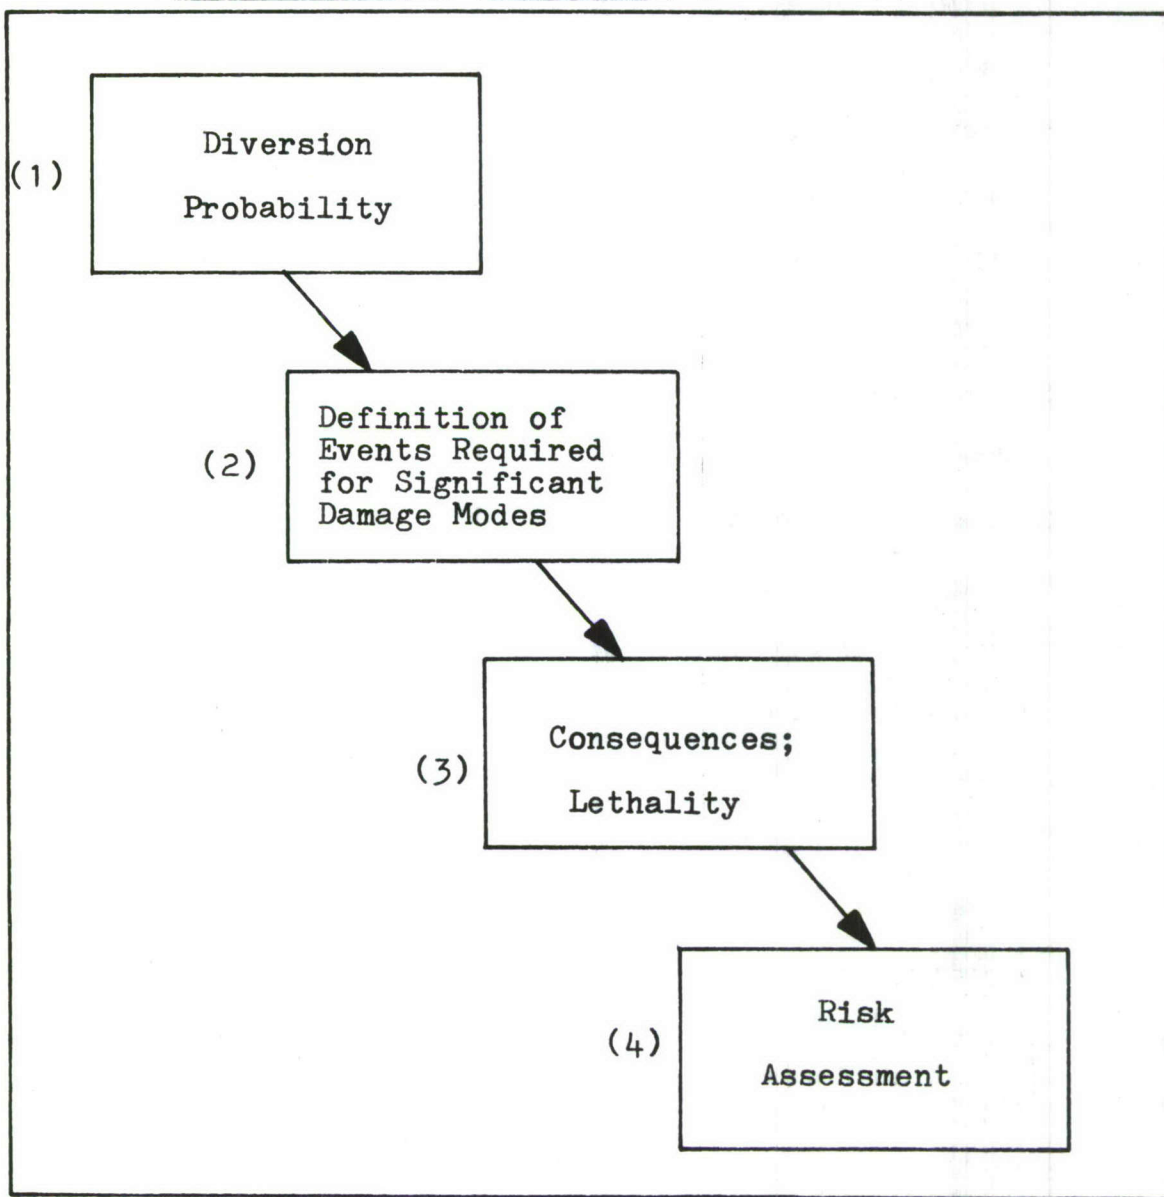 (1)
Diversion
Probability
(2)
Definition of
Events Required
for Significant
Damage Modes
(3)
Consequences;
Lethality
(4)
Risk
Assessment